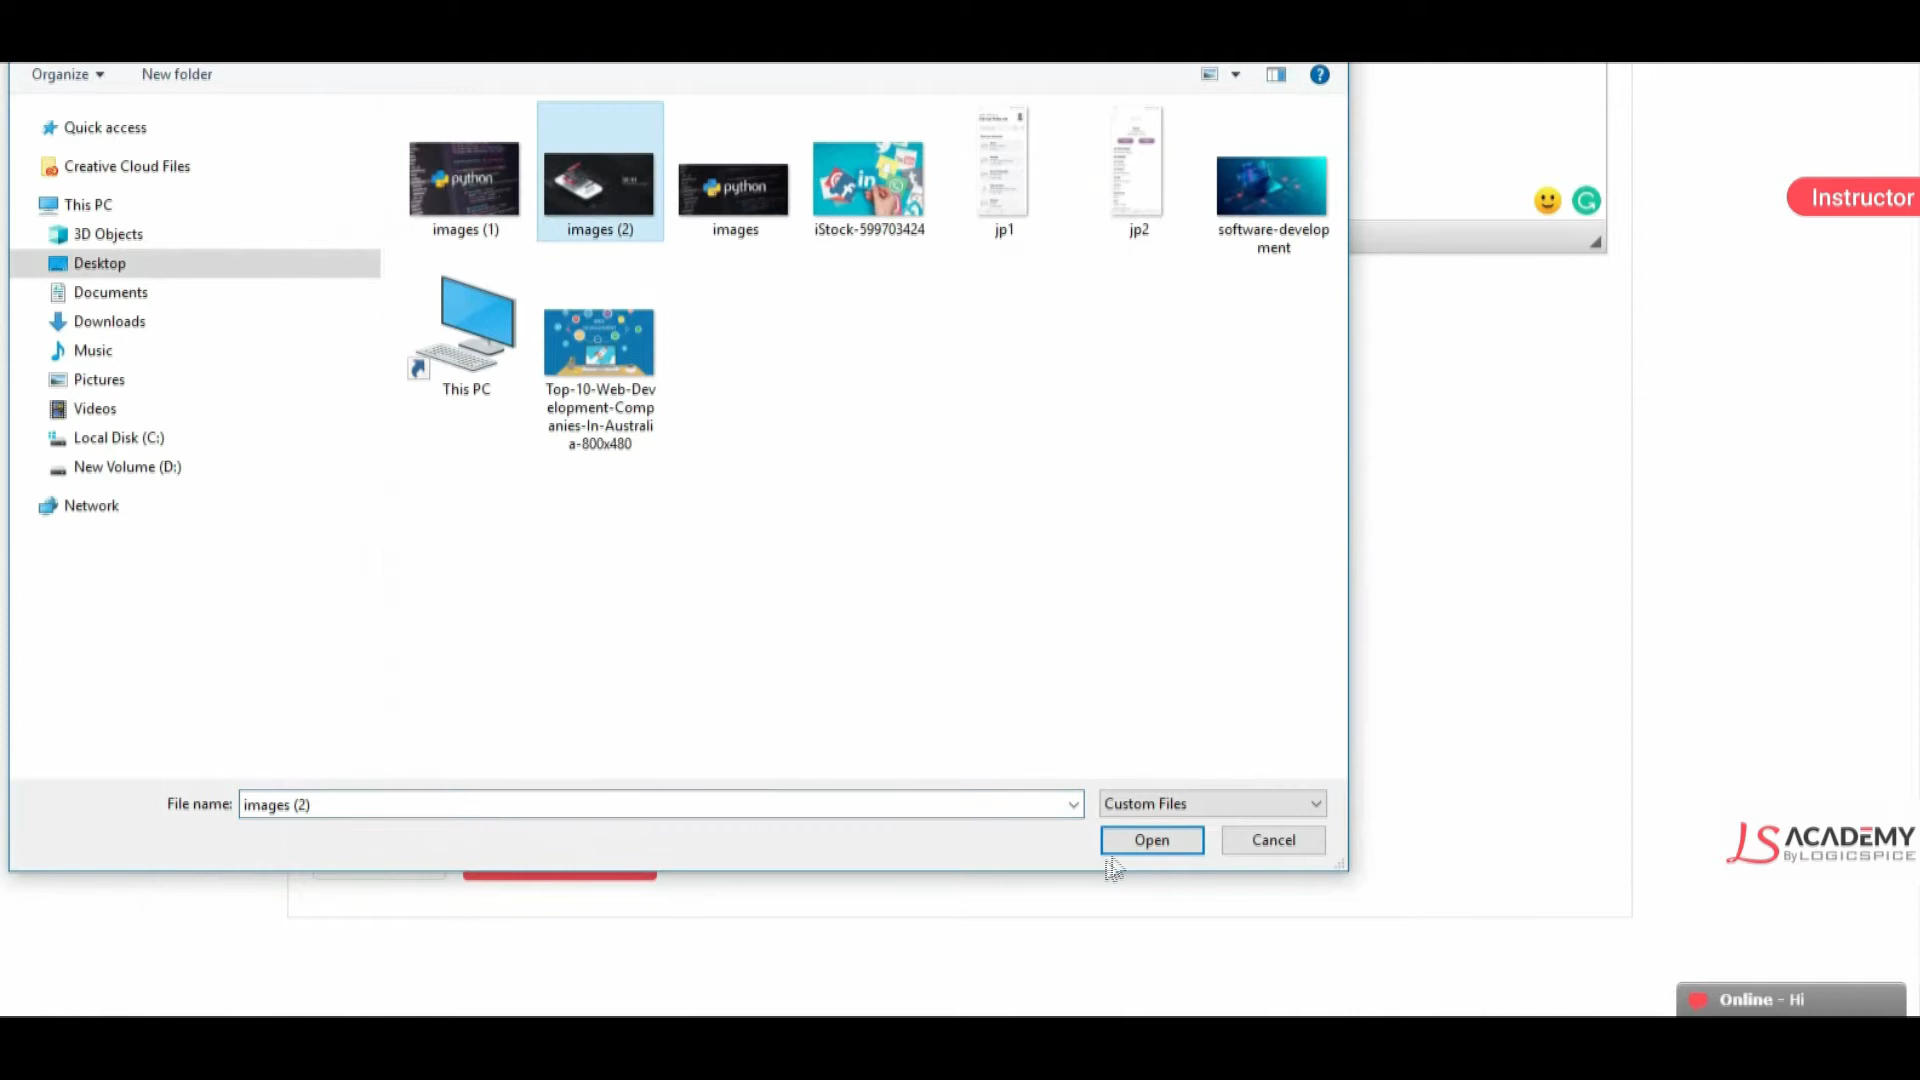 Organize
New folder
Quick access
Creative Cloud Files
This PC
3D Objects
Desktop
Documents
Downloads
Music
Pictures
Videos
Local Disk (C:)
New Volume (D:)
Network
python
python
in
images (1)
images (2)
images
iStock-599703424
jp1
jp2
software-develop
ment
This PC
Top-10-Web-Dev
elopment-Comp
anies-In-Australi
a-800x480
File name:
images (2)
Custom Files
Open
Cancel
Instructor
LS ACADEMY
By LOGICSPICE
Online - Hi